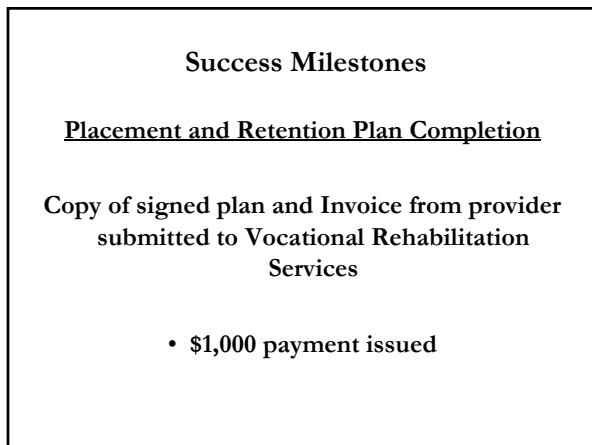 Success Milestones
Placement and Retention Plan Completion
Copy of signed plan and Invoice from provider
submitted to Vocational Rehabilitation
Services
• $1,000 payment issued